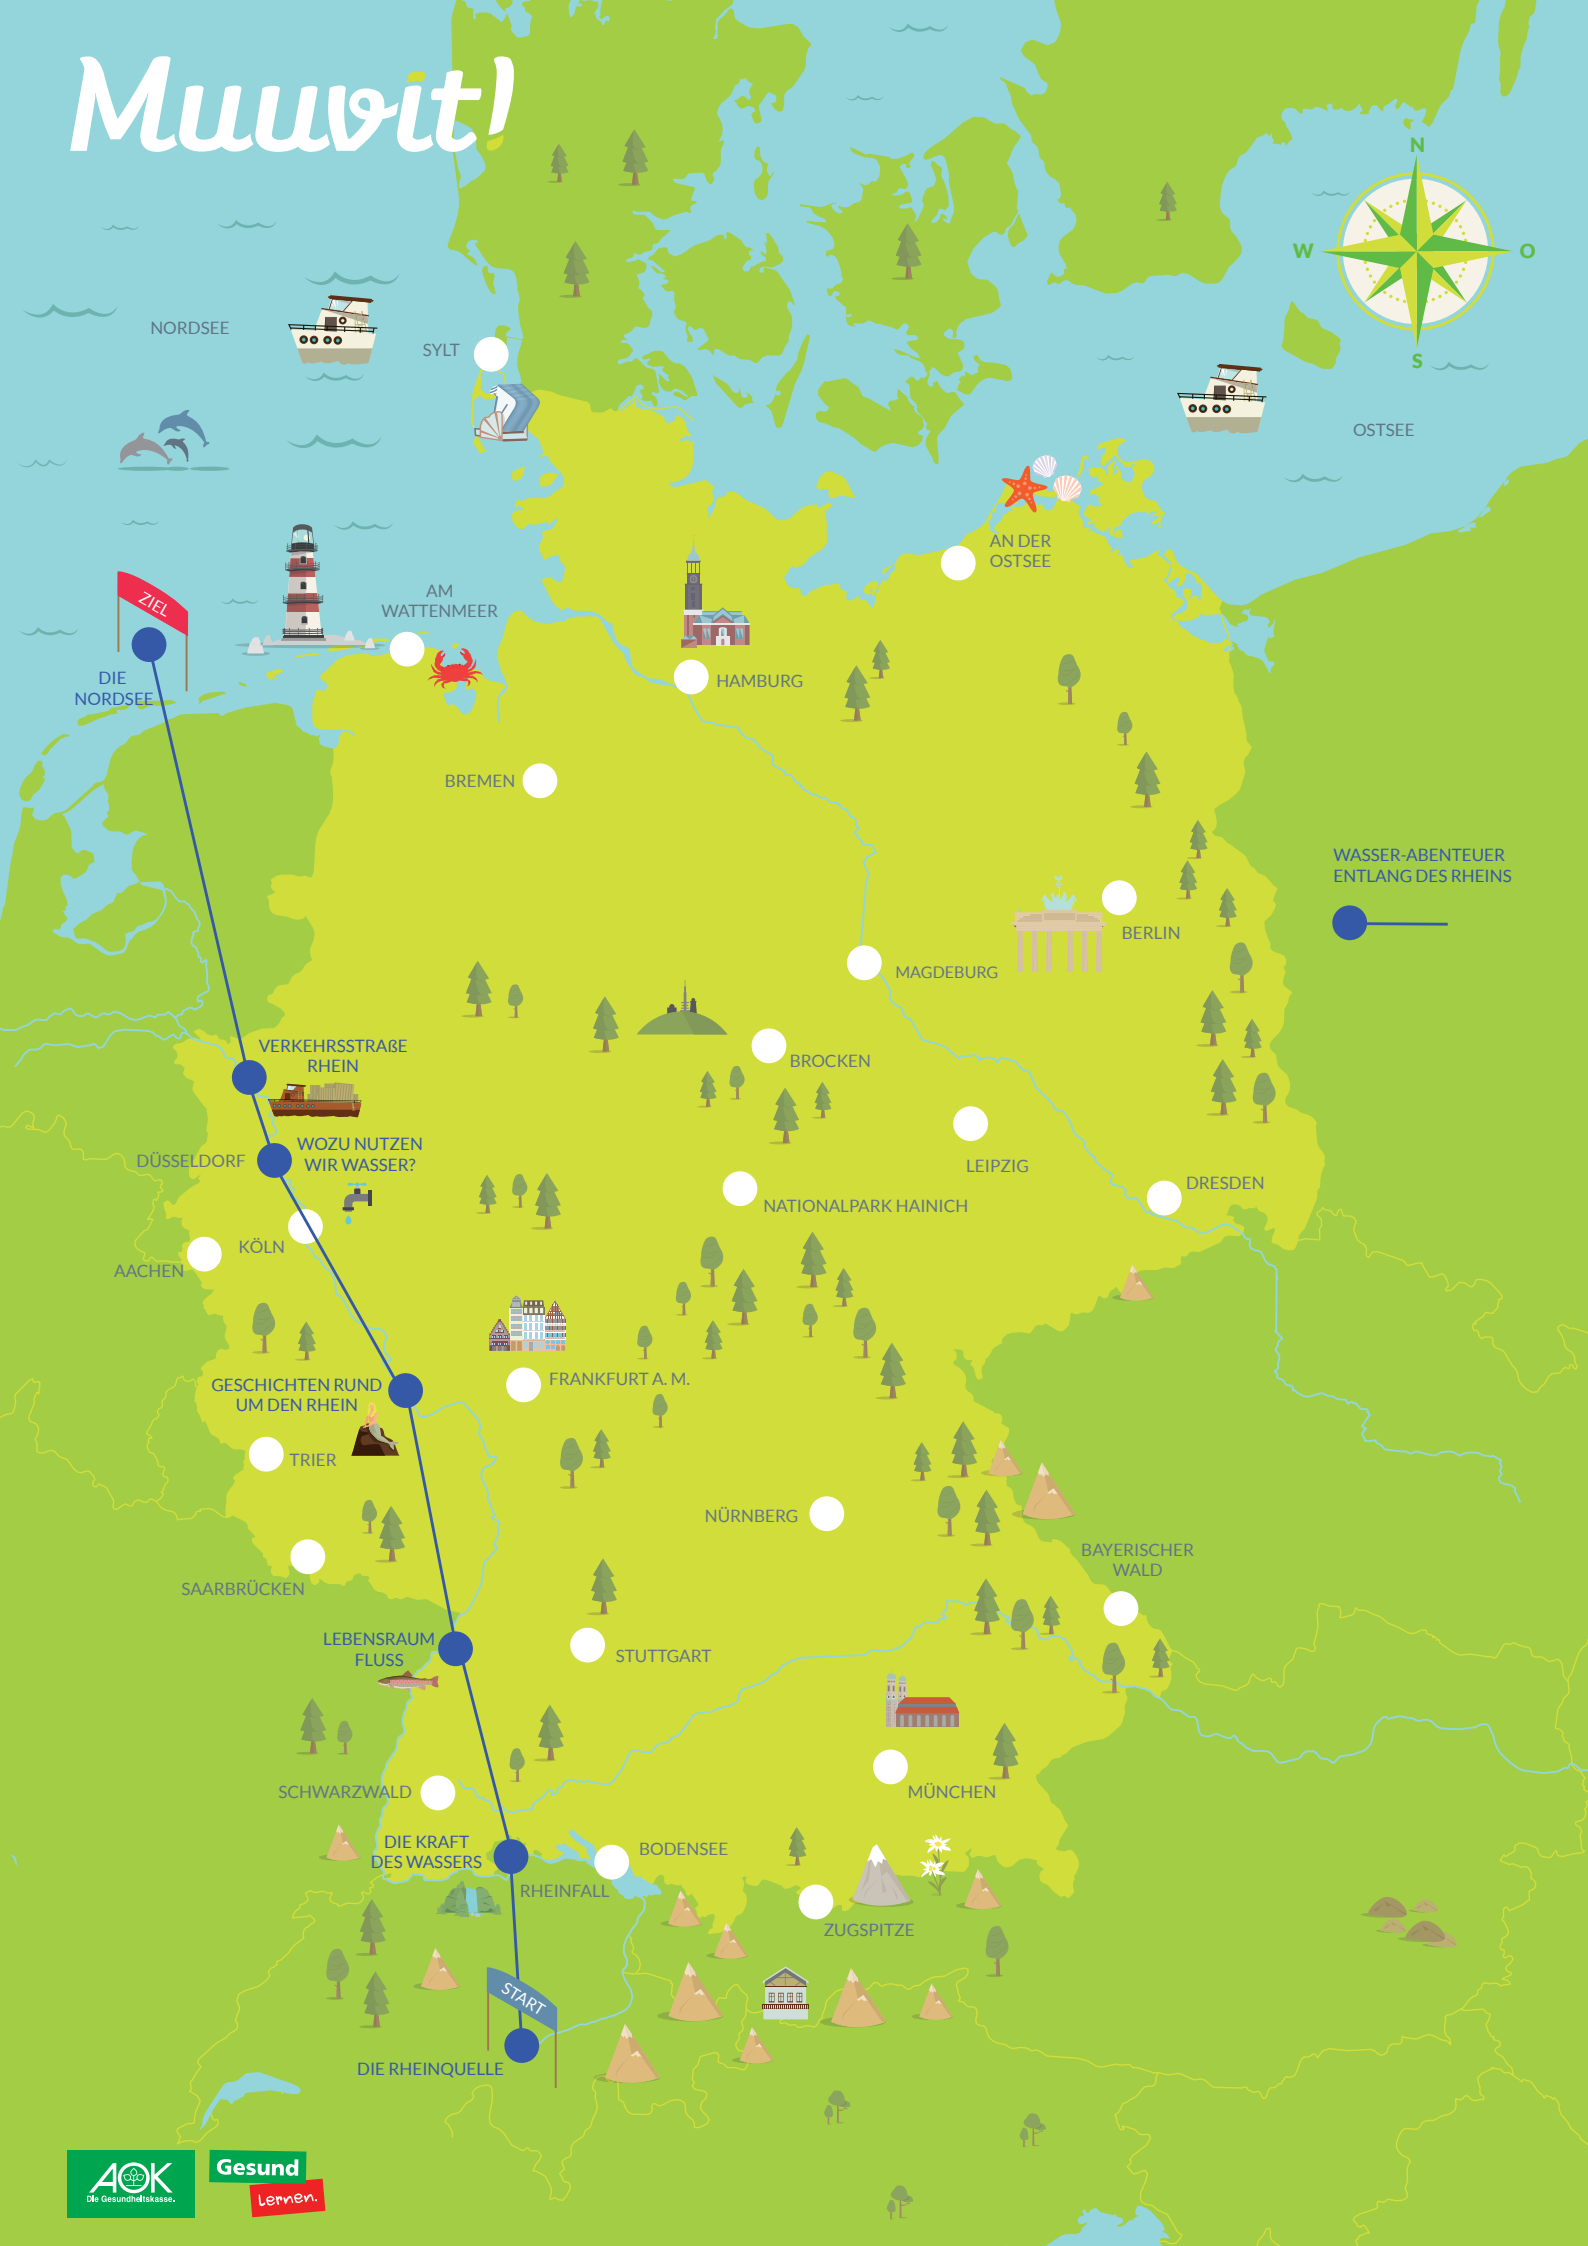 Muuvit!
N
W
O
S
NORDSEE
SYLT
OSTSEE
AN DER
OSTSEE
AM
WATTENMEER
ZIEL
DIE
NORDSEE
HAMBURG
BREMEN
WASSER-ABENTEUER
ENTLANG DES RHEINS
BERLIN
MAGDEBURG
VERKEHRSSTRAßE
RHEIN
BROCKEN
WOZU NUTZEN
WIR WASSER?
DÜSSELDORF
LEIPZIG
DRESDEN
NATIONALPARK HAINICH
KÖLN
AACHEN
GESCHICHTEN RUND
UM DEN RHEIN
FRANKFURT A. M.
TRIER
NÜRNBERG
BAYERISCHER
WALD
SAARBRÜCKEN
LEBENSRAUM
FLUSS
STUTTGART
SCHWARZWALD
MÜNCHEN
DIE KRAFT
DES WASSERS
BODENSEE
RHEINFALL
ZUGSPITZE
START
DIE RHEINQUELLE
AOK
Die Gesundheitskasse.
Gesund
Lernen.